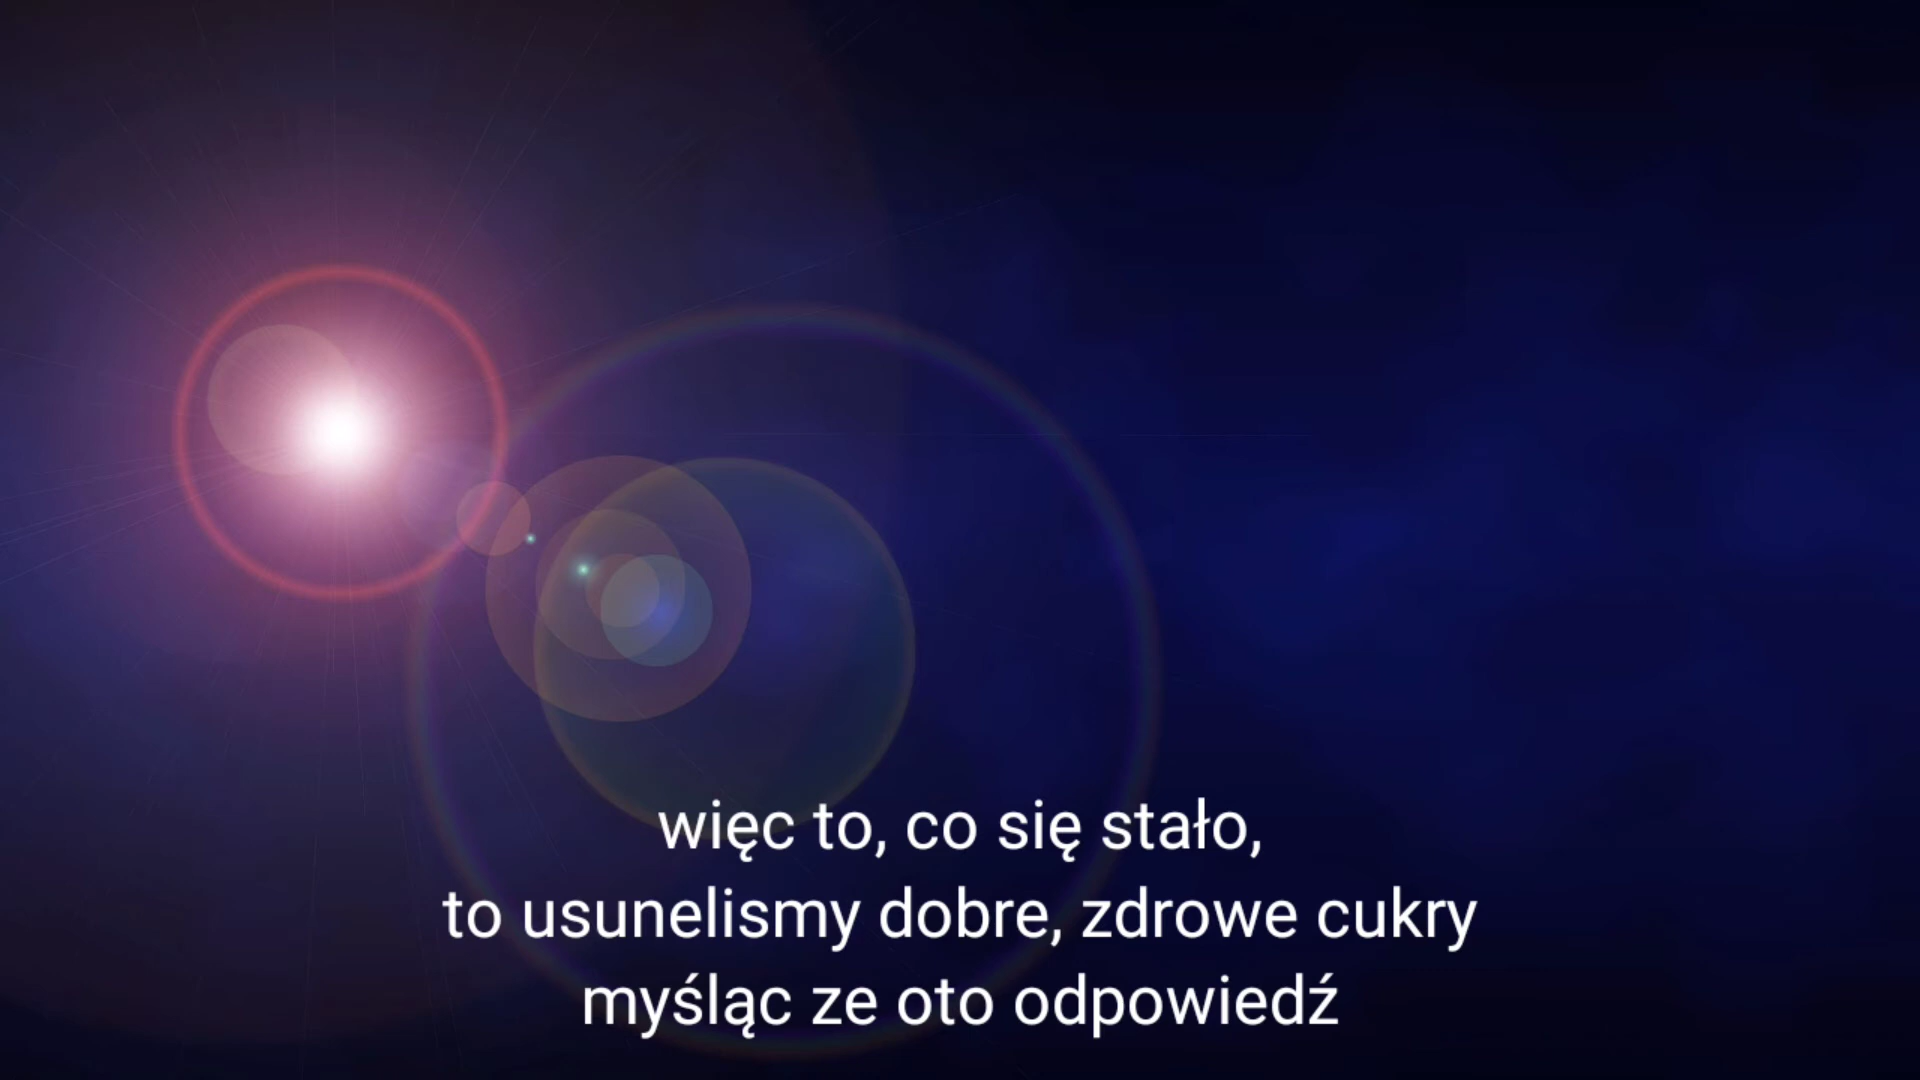 więc to, co się stało,
to usunelismy dobre, zdrowe cukry
myśląc ze oto odpowiedź